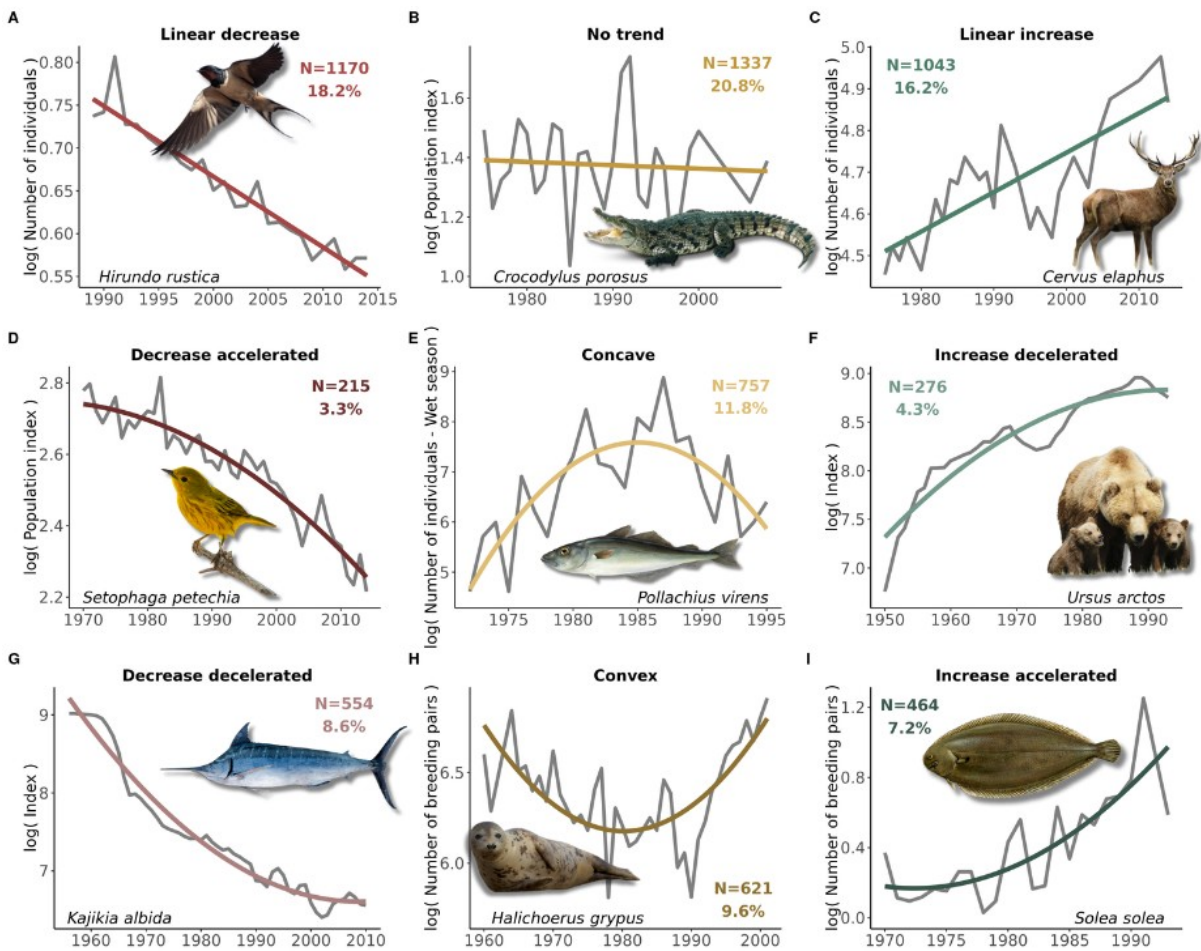 A
Linear decrease
log( Number of individuals )
0.80
0.75
0.70
0.65
0.60
0.55
N=1170
18.2%
Hirundo rustica
1990 1995 2000 2005 2010 2015
B
No trend
log( Population index )
1.6
1.4
1.2
1.0
N=1337
20.8%
Crocodylus porosus
1980 1990 2000
C
Linear increase
log( Number of individuals )
5.0
4.9
4.8
4.7
4.6
4.5
N=1043
16.2%
Cervus elaphus
1980 1990 2000 2010
D
Decrease accelerated
log( Population index )
2.8
2.6
2.4
2.2
N=215
3.3%
Setophaga petechia
1970 1980 1990 2000 2010
E
Concave
log( Number of individuals - Wet season )
9
8
7
6
5
N=757
11.8%
Pollachius virens
1975 1980 1985 1990 1995
F
Increase decelerated
log( Index )
9.0
8.5
8.0
7.5
7.0
N=276
4.3%
Ursus arctos
1950 1960 1970 1980 1990
G
Decrease decelerated
log( Index )
9
8
7
N=554
8.6%
Kajikia albida
1960 1970 1980 1990 2000 2010
H
Convex
log( Number of breeding pairs )
6.5
6.0
N=621
9.6%
Halichoerus grypus
1960 1970 1980 1990 2000
I
Increase accelerated
log( Number of breeding pairs )
1.2
0.8
0.4
0.0
N=464
7.2%
Solea solea
1970 1980 1990